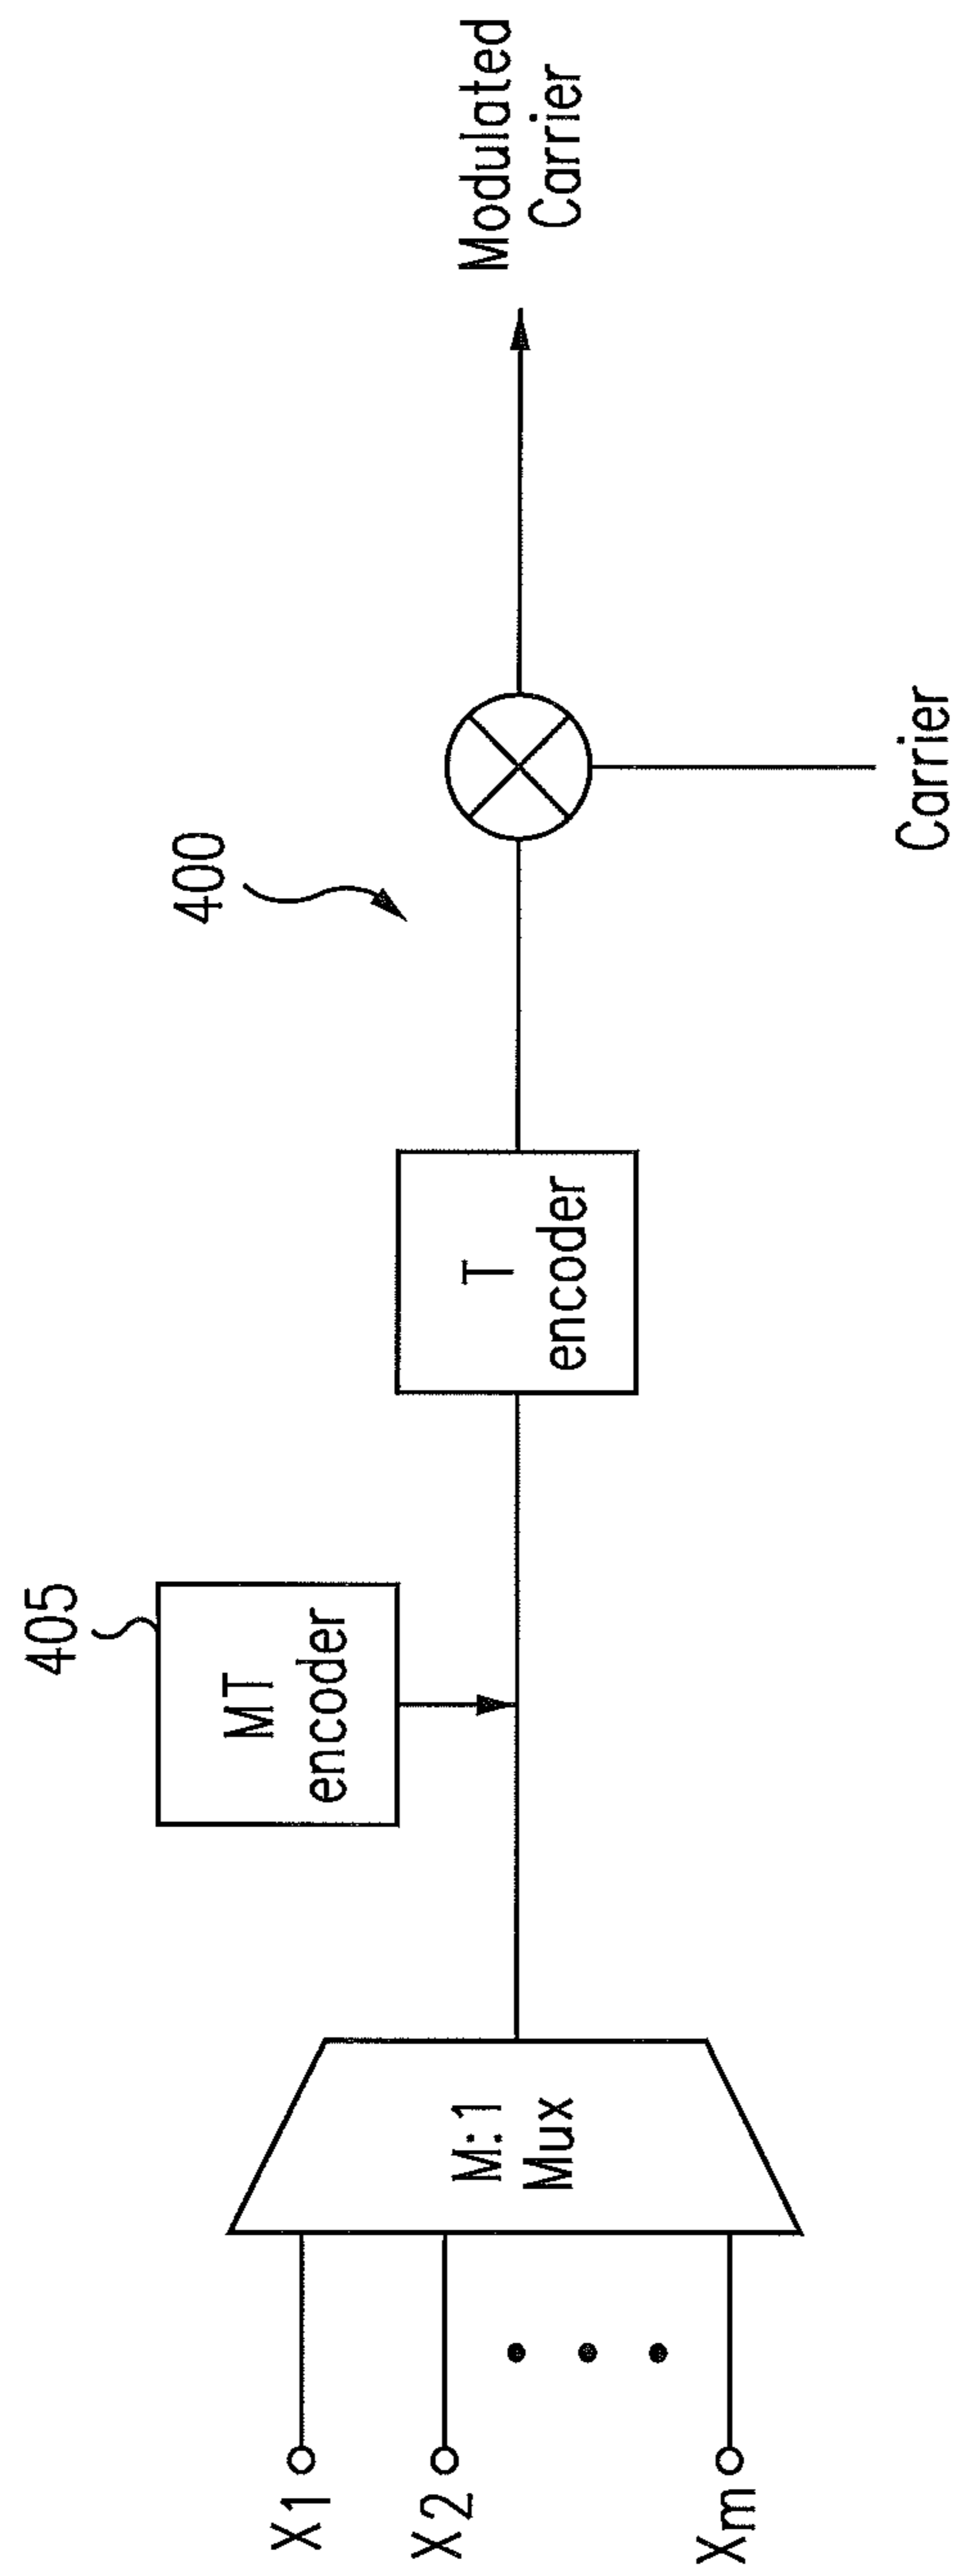 X1
X2
Xm
M:1
Mux
405
MT
encoder
T
encoder
400
Carrier
Modulated
Carrier